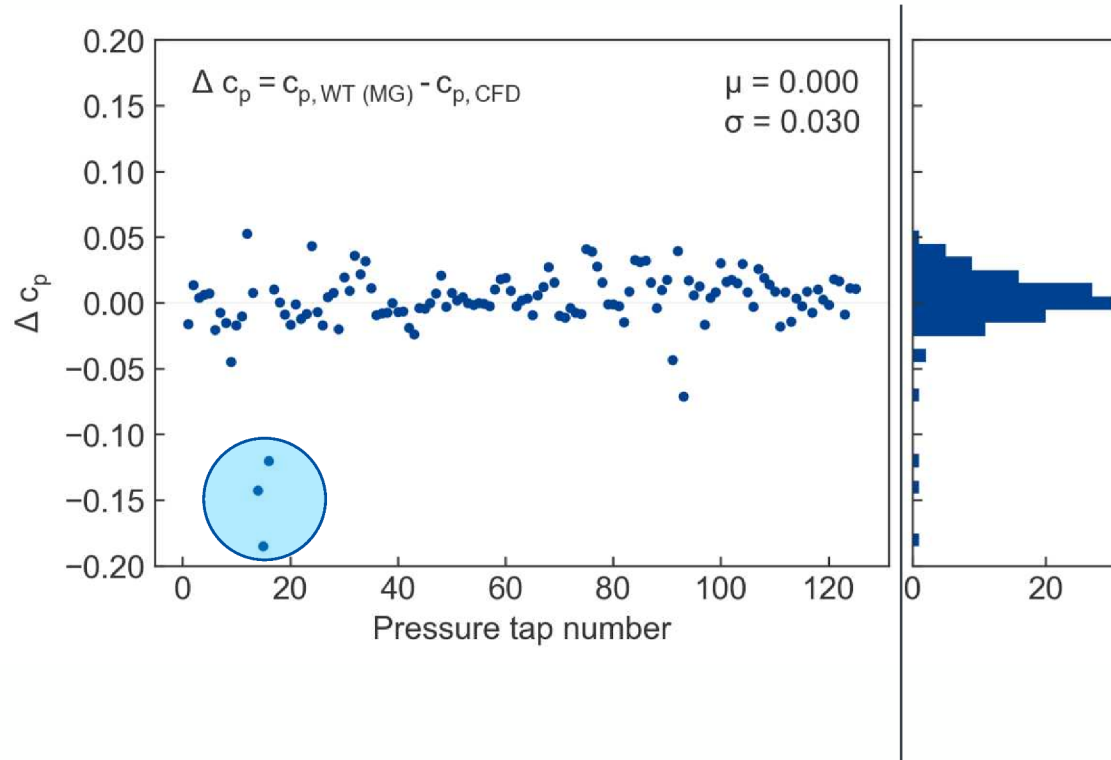 0.20
0.15
0.10
0.05
0.00
−0.05
−0.10
−0.15
−0.20
Δ cp
Δ cp = cp, WT (MG) - cp, CFD
μ = 0.000
σ = 0.030
0 20 40 60 80 100 120
Pressure tap number
0 20